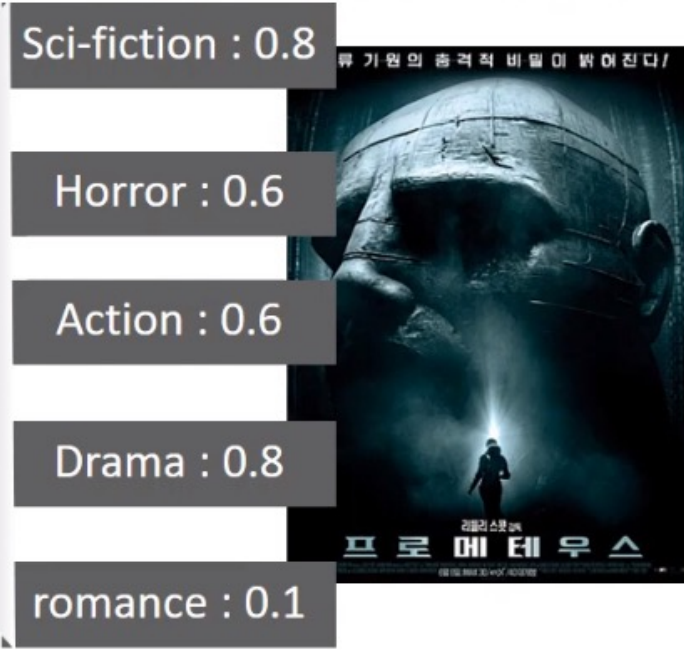 Sci-fiction : 0.8
류 기원의 충격적 비밀이 밝혀진다!
Horror : 0.6
Action : 0.6
Drama : 0.8
리들리 스콧 감독
프로메테우스
romance : 0.1